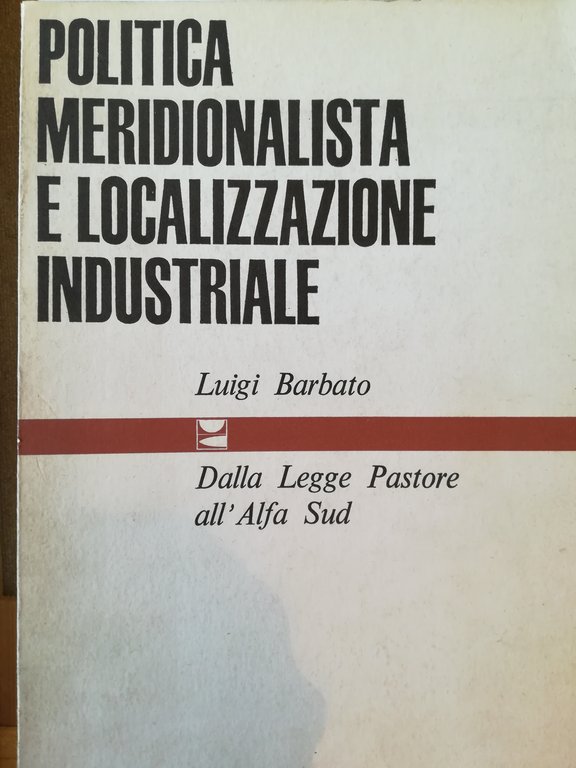 POLITICA
MERIDIONALISTA
E LOCALIZZAZIONE
INDUSTRIALE
Luigi Barbato
Dalla Legge Pastore
all'Alfa Sud